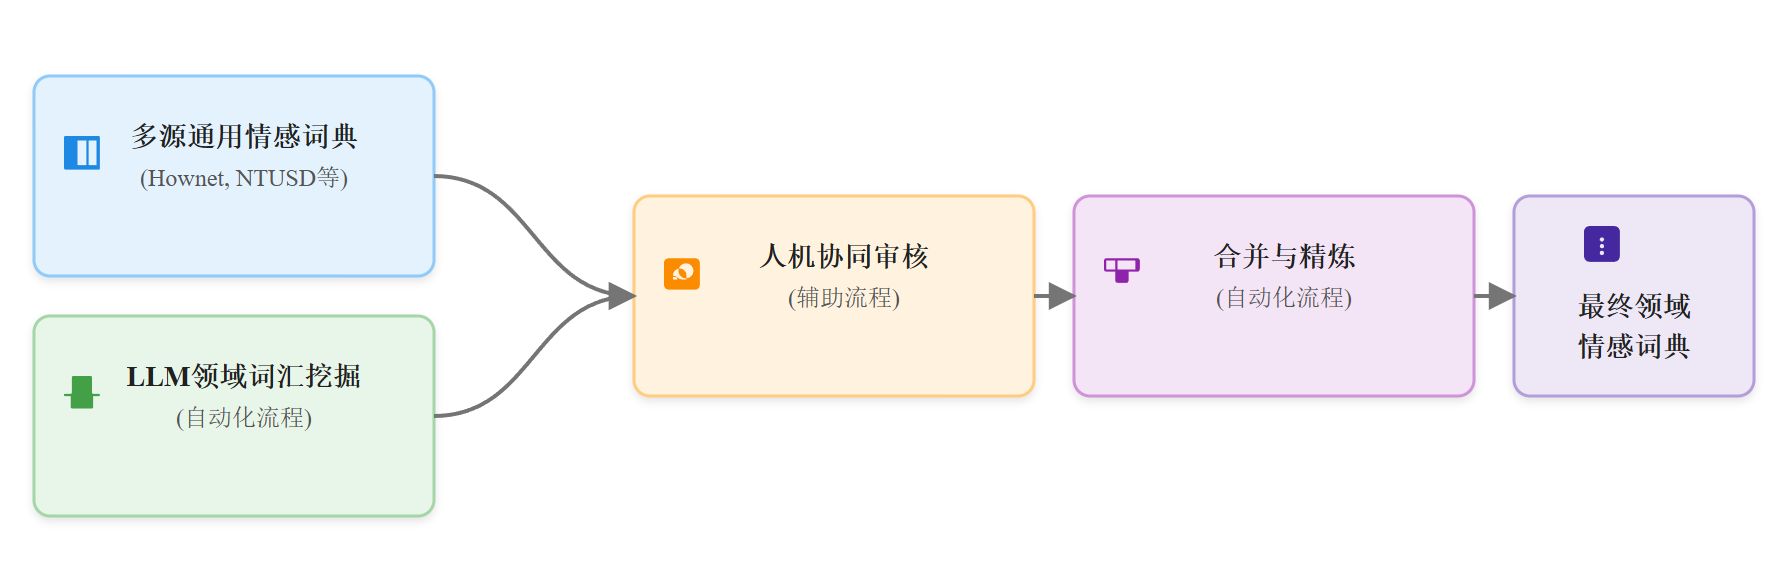 多源通用情感词典
(Hownet, NTUSD等)
LLM领域词汇挖掘
(自动化流程)
人机协同审核
(辅助流程)
合并与精炼
(自动化流程)
最终领域
情感词典